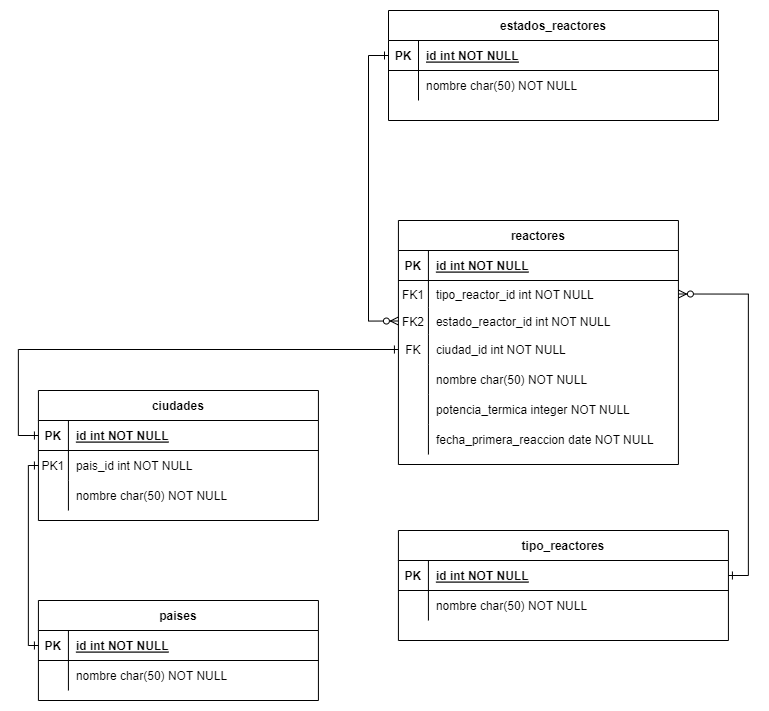 estados_reactores
PK id int NOT NULL
nombre char(50) NOT NULL
reactores
PK id int NOT NULL
FK1 tipo_reactor_id int NOT NULL
FK2 estado_reactor_id int NOT NULL
FK ciudad_id int NOT NULL
nombre char(50) NOT NULL
potencia_termica integer NOT NULL
fecha_primera_reaccion date NOT NULL
ciudades
PK id int NOT NULL
PK1 pais_id int NOT NULL
nombre char(50) NOT NULL
tipo_reactores
PK id int NOT NULL
nombre char(50) NOT NULL
paises
PK id int NOT NULL
nombre char(50) NOT NULL